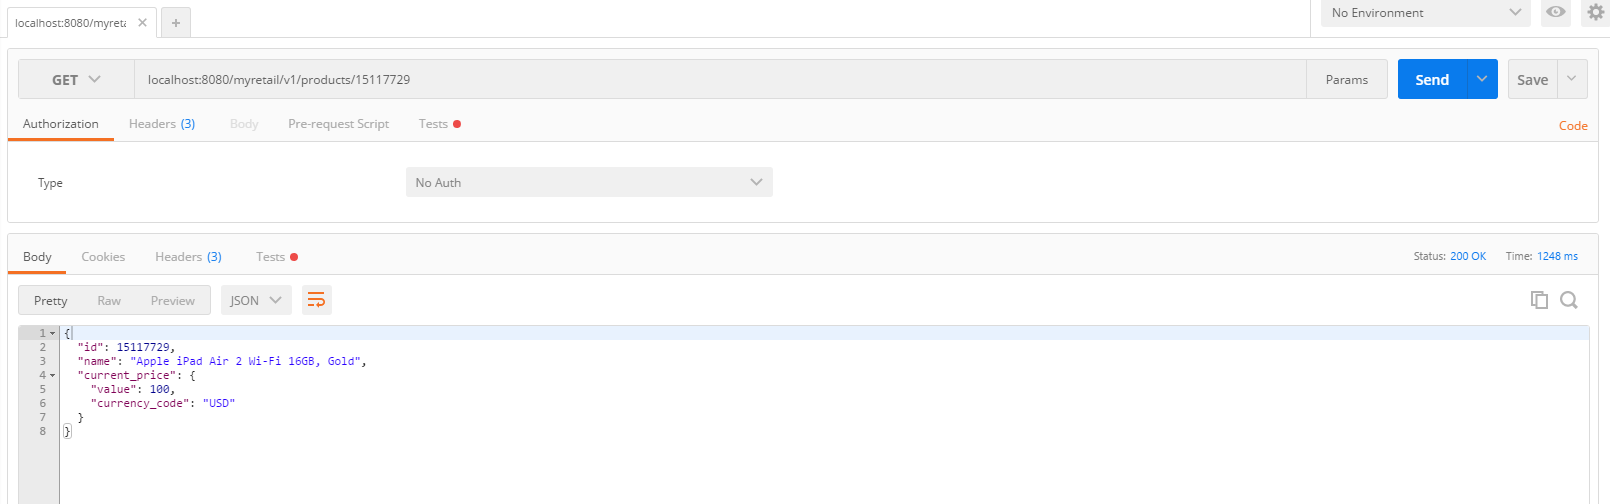 localhost:8080/myreta
No Environment
GET localhost:8080/myretail/v1/products/15117729 Params Send Save
Authorization Headers (3) Body Pre-request Script Tests Code
Type No Auth
Body Cookies Headers (3) Tests Status: 200 OK Time: 1248 ms
Pretty Raw Preview JSON
1 {
2 "id": 15117729,
3 "name": "Apple iPad Air 2 Wi-Fi 16GB, Gold",
4 "current_price": {
5 "value": 100,
6 "currency_code": "USD"
7 }
8 }